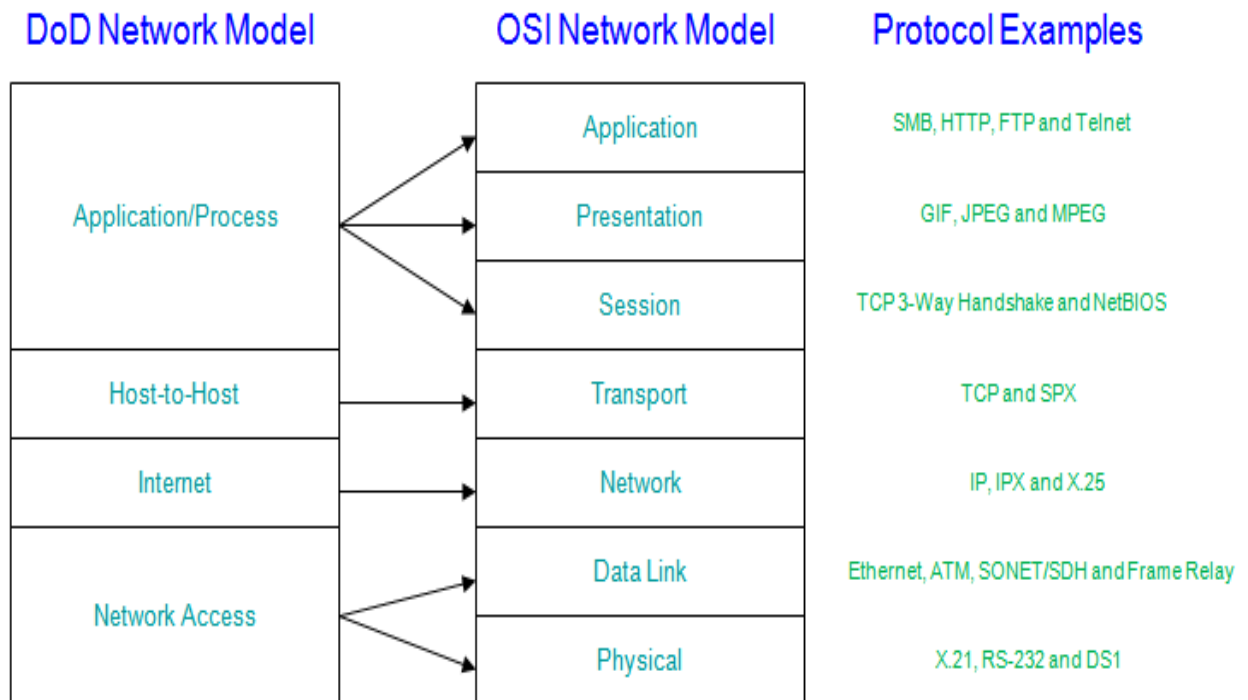 DoD Network Model OSI Network Model Protocol Examples
Application SMB, HTTP, FTP and Telnet
Application/Process Presentation GIF, JPEG and MPEG
Session TCP 3-Way Handshake and NetBIOS
Host-to-Host Transport TCP and SPX
Internet Network IP, IPX and X.25
Data Link Ethernet, ATM, SONET/SDH and Frame Relay
Network Access
Physical X.21, RS-232 and DS1